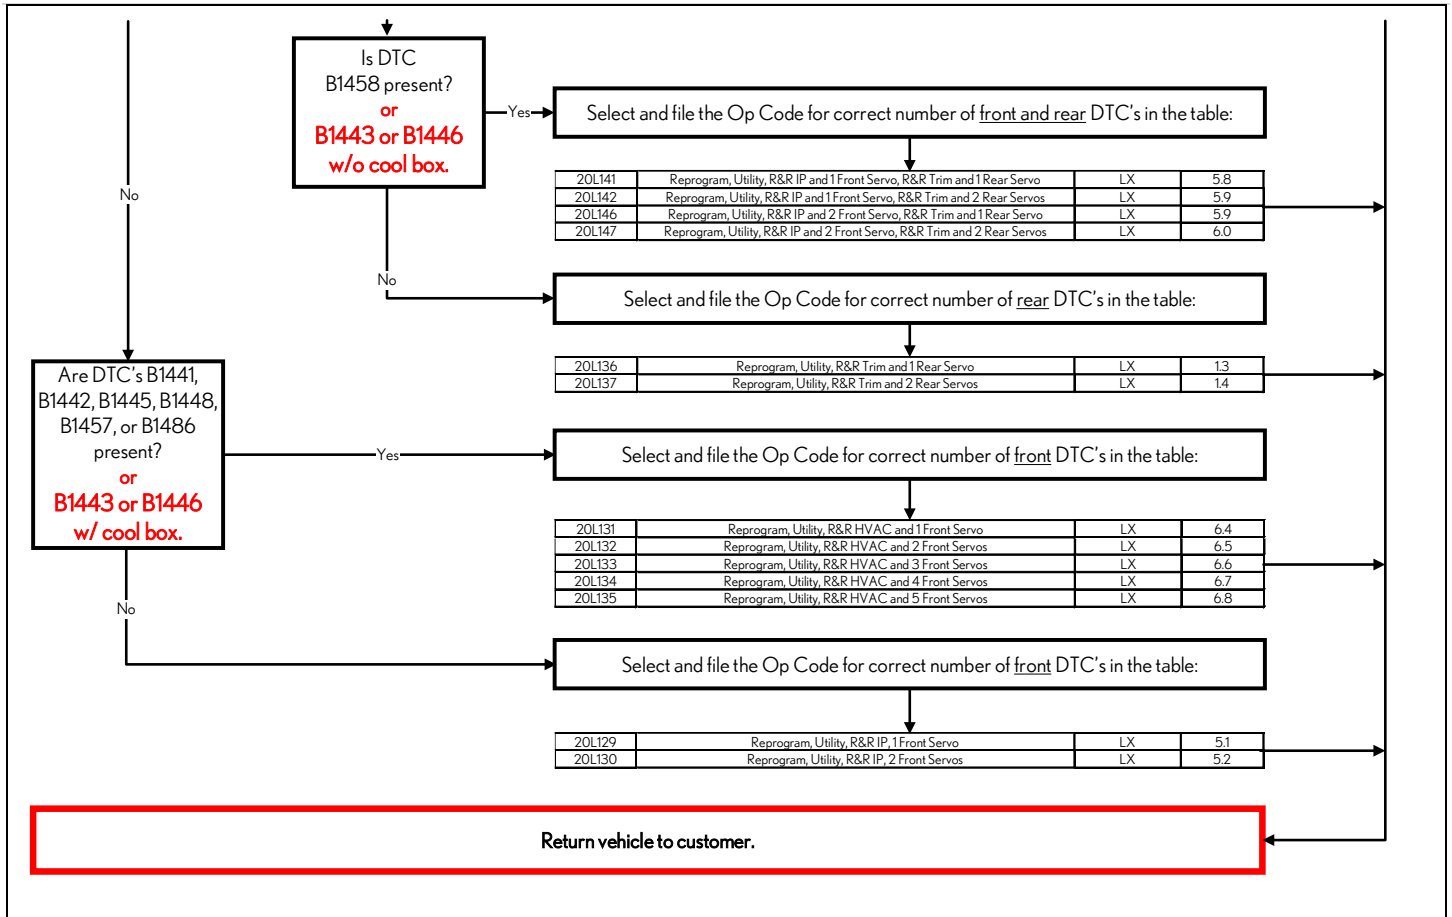 Is DTC
B1458 present?
or
B1443 or B1446
w/o cool box.
Yes
Select and file the Op Code for correct number of front and rear DTC's in the table:
No
20L141 Reprogram, Utility, R&R IP and 1 Front Servo, R&R Trim and 1 Rear Servo LX 5.8
20L142 Reprogram, Utility, R&R IP and 1 Front Servo, R&R Trim and 2 Rear Servos LX 5.9
20L146 Reprogram, Utility, R&R IP and 2 Front Servo, R&R Trim and 1 Rear Servo LX 5.9
20L147 Reprogram, Utility, R&R IP and 2 Front Servo, R&R Trim and 2 Rear Servos LX 6.0
No
Select and file the Op Code for correct number of rear DTC's in the table:
20L136 Reprogram, Utility, R&R Trim and 1 Rear Servo LX 1.3
20L137 Reprogram, Utility, R&R Trim and 2 Rear Servos LX 1.4
Are DTC's B1441,
B1442, B1445, B1448,
B1457, or B1486
present?
or
B1443 or B1446
w/ cool box.
Yes
Select and file the Op Code for correct number of front DTC's in the table:
20L131 Reprogram, Utility, R&R HVAC and 1 Front Servo LX 6.4
20L132 Reprogram, Utility, R&R HVAC and 2 Front Servos LX 6.5
20L133 Reprogram, Utility, R&R HVAC and 3 Front Servos LX 6.6
20L134 Reprogram, Utility, R&R HVAC and 4 Front Servos LX 6.7
20L135 Reprogram, Utility, R&R HVAC and 5 Front Servos LX 6.8
No
Select and file the Op Code for correct number of front DTC's in the table:
20L129 Reprogram, Utility, R&R IP, 1 Front Servo LX 5.1
20L130 Reprogram, Utility, R&R IP, 2 Front Servos LX 5.2
Return vehicle to customer.